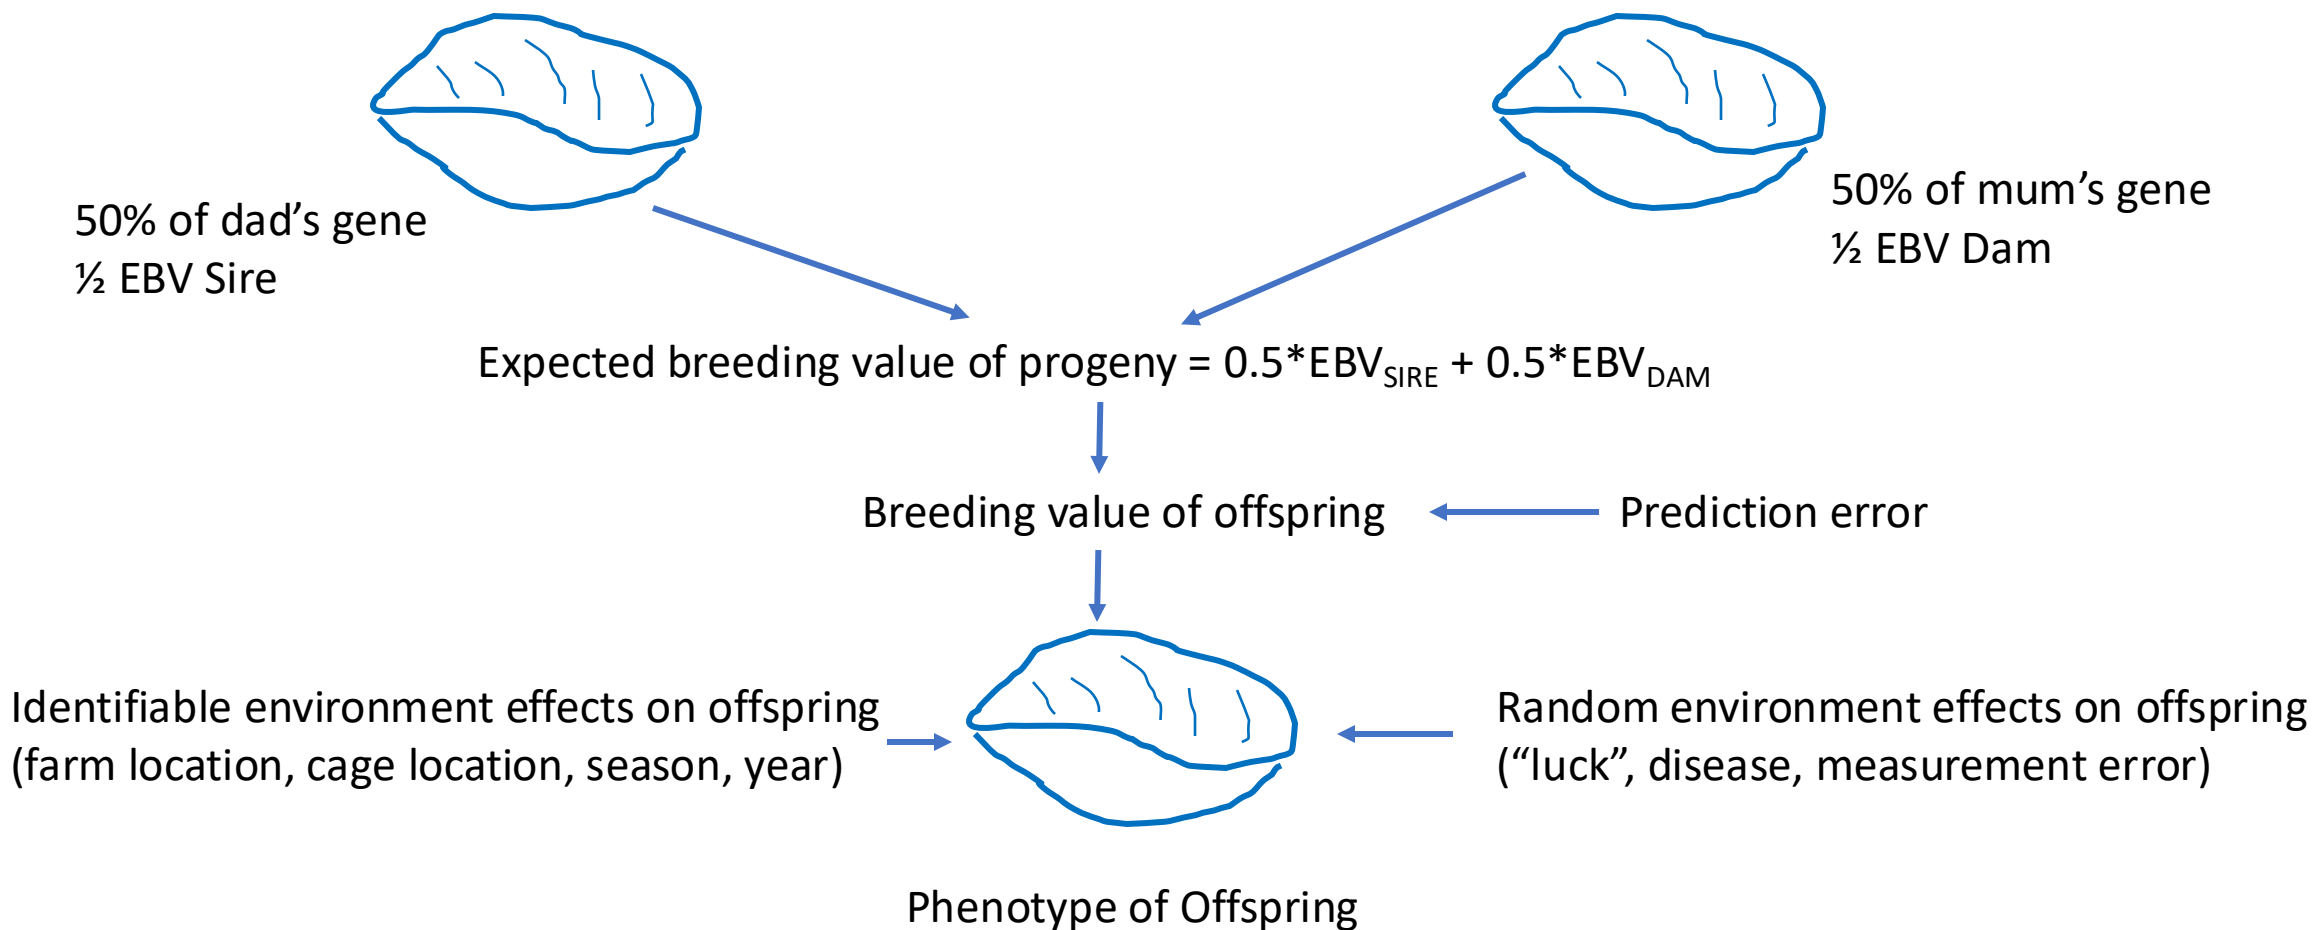 50% of dad’s gene
½ EBV Sire
50% of mum’s gene
½ EBV Dam
Expected breeding value of progeny = 0.5*EBV_SIRE + 0.5*EBV_DAM
Breeding value of offspring
Prediction error
Identifiable environment effects on offspring
(farm location, cage location, season, year)
Random environment effects on offspring
(“luck”, disease, measurement error)
Phenotype of Offspring